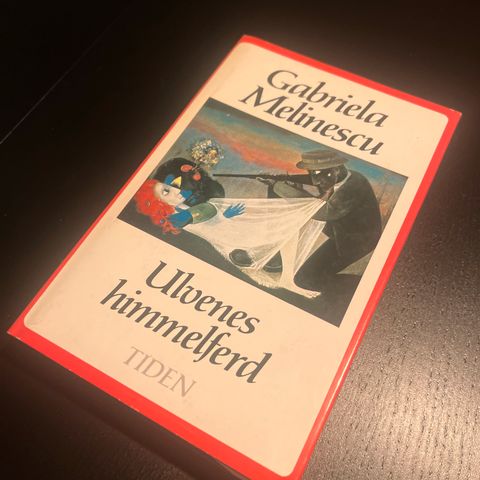 Gabriela
Melinescu
Ulvenes
himmelferd
TIDEN